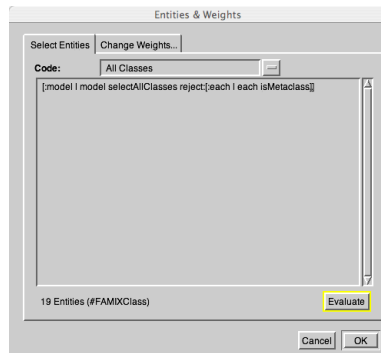 Entities & Weights
Select Entities Change Weights...
Code: All Classes
[:model | model selectAllClasses reject:[:each | each isMetaclass]]
19 Entities (#FAMIXClass) Evaluate
Cancel OK